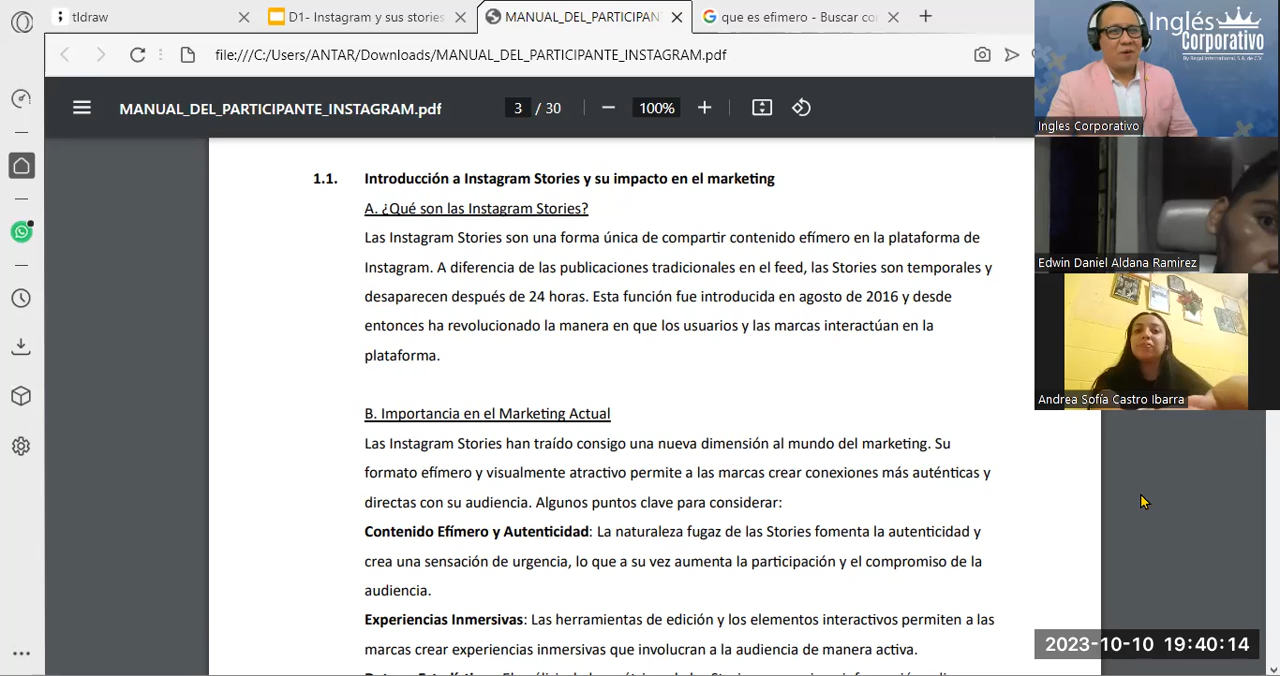 tldraw
D1- Instagram y sus stories
MANUAL_DEL_PARTICIPAN
que es efimero - Buscar co
file:///C:/Users/ANTAR/Downloads/MANUAL_DEL_PARTICIPANTE_INSTAGRAM.pdf
MANUAL_DEL_PARTICIPANTE_INSTAGRAM.pdf
3 / 30
100%
1.1. Introducción a Instagram Stories y su impacto en el marketing
A. ¿Qué son las Instagram Stories?
Las Instagram Stories son una forma única de compartir contenido efímero en la plataforma de
Instagram. A diferencia de las publicaciones tradicionales en el feed, las Stories son temporales y
desaparecen después de 24 horas. Esta función fue introducida en agosto de 2016 y desde
entonces ha revolucionado la manera en que los usuarios y las marcas interactúan en la
plataforma.
B. Importancia en el Marketing Actual
Las Instagram Stories han traído consigo una nueva dimensión al mundo del marketing. Su
formato efímero y visualmente atractivo permite a las marcas crear conexiones más auténticas y
directas con su audiencia. Algunos puntos clave para considerar:
Contenido Efímero y Autenticidad: La naturaleza fugaz de las Stories fomenta la autenticidad y
crea una sensación de urgencia, lo que a su vez aumenta la participación y el compromiso de la
audiencia.
Experiencias Inmersivas: Las herramientas de edición y los elementos interactivos permiten a las
marcas crear experiencias inmersivas que involucran a la audiencia de manera activa.
Inglés
Corporativo
By Regal International, S.A. de C.V.
Ingles Corporativo
Edwin Daniel Aldana Ramirez
Andrea Sofía Castro Ibarra
2023-10-10 19:40:14